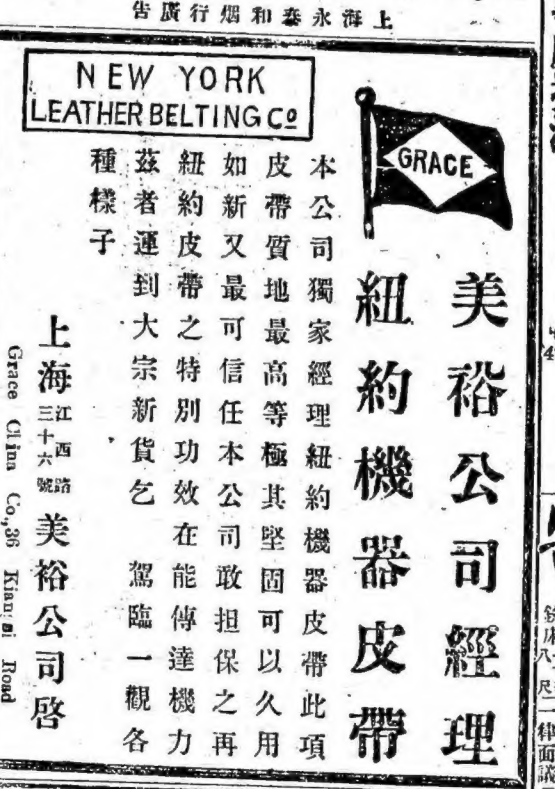 上海永泰和烟行廣告
NEW YORK
LEATHER BELTING Cº
GRACE
美裕公司經理
紐約機器皮帶
本公司獨家經理紐約機器皮帶此項
皮帶質地最高等極其堅固可以久用
如新又最可信任本公司敢担保之再
紐約皮帶之特別功效在能傳達機力
茲者運到大宗新貨乞 駕臨一觀各
種樣子
上海江西路三十六號美裕公司啓
Grace China Co., 36 Kiangsi Road
律面議